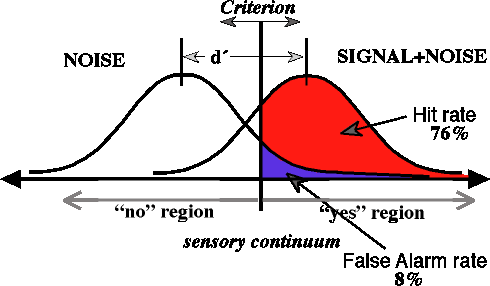 Criterion
NOISE
d´
SIGNAL+NOISE
Hit rate
76%
“no” region
“yes” region
sensory continuum
False Alarm rate
8%